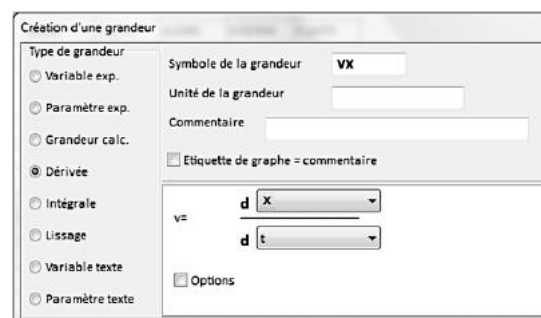 Création d'une grandeur
Type de grandeur
Variable exp.
Paramètre exp.
Grandeur calc.
Dérivée
Intégrale
Lissage
Variable texte
Paramètre texte
Symbole de la grandeur VX
Unité de la grandeur
Commentaire
Etiquette de graphe = commentaire
v=
d X
d t
Options